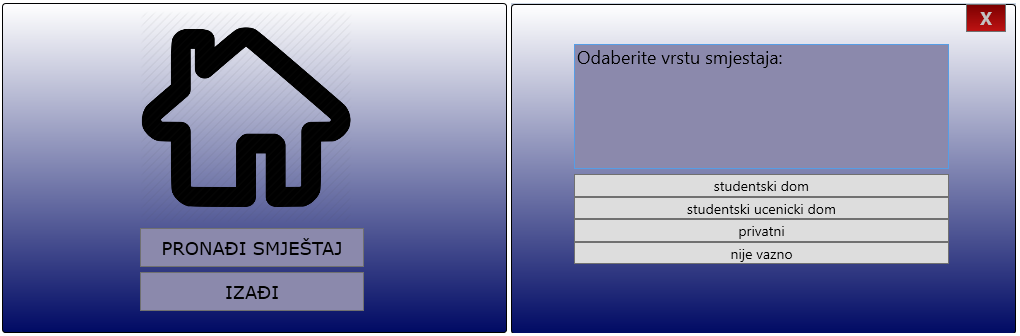 PRONAĐI SMJEŠTAJ
IZAĐI
X
Odaberite vrstu smjestaja:
studentski dom
studentski ucenicki dom
privatni
nije vazno